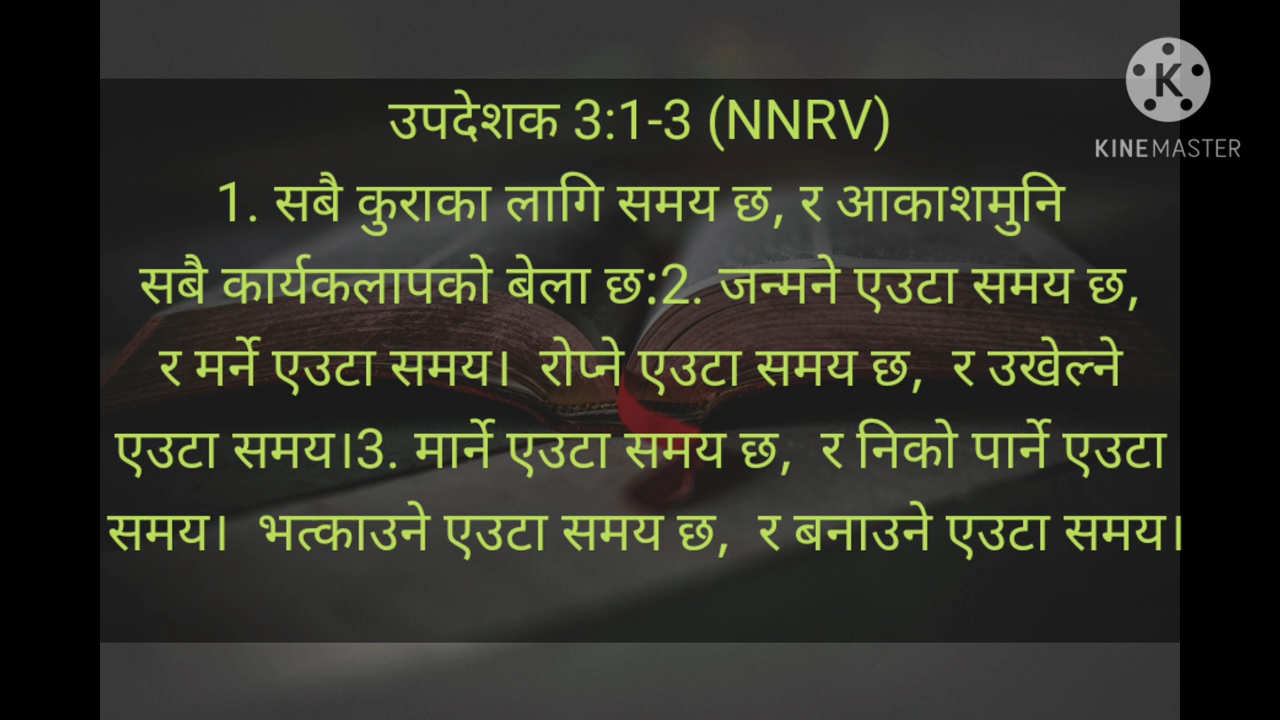 उपदेशक 3:1-3 (NNRV)
1. सबै कुराका लागि समय छ, र आकाशमुनि
सबै कार्यकलापको बेला छ:2. जन्मने एउटा समय छ,
र मर्ने एउटा समय।  रोप्ने एउटा समय छ,  र उखेल्ने
एउटा समय।3. मार्ने एउटा समय छ,  र निको पार्ने एउटा
समय।  भत्काउने एउटा समय छ,  र बनाउने एउटा समय।
K
KINEMASTER